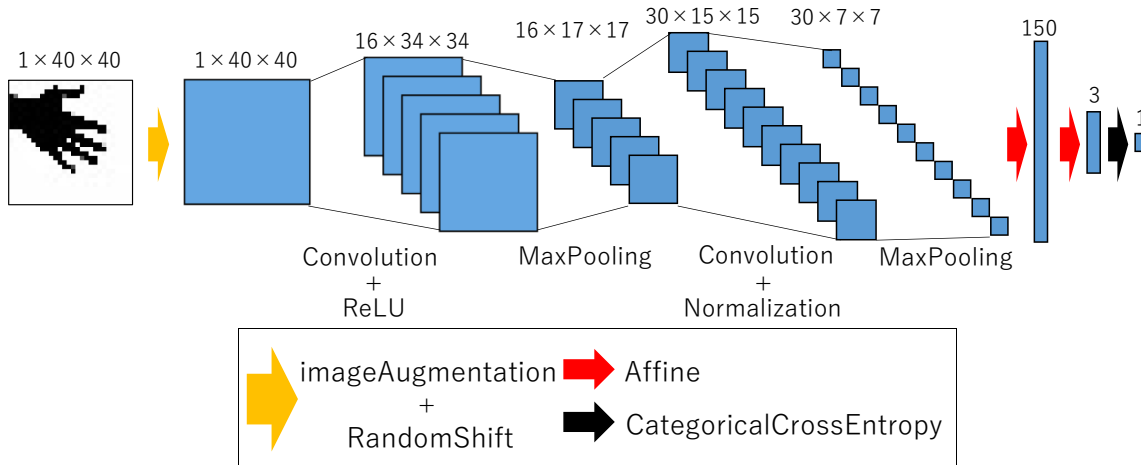 1×40×40
1×40×40
16×34×34
16×17×17
30×15×15
30×7×7
150
3
1
Convolution
+
ReLU
MaxPooling
Convolution
+
Normalization
MaxPooling
imageAugmentation
+
RandomShift
Affine
CategoricalCrossEntropy